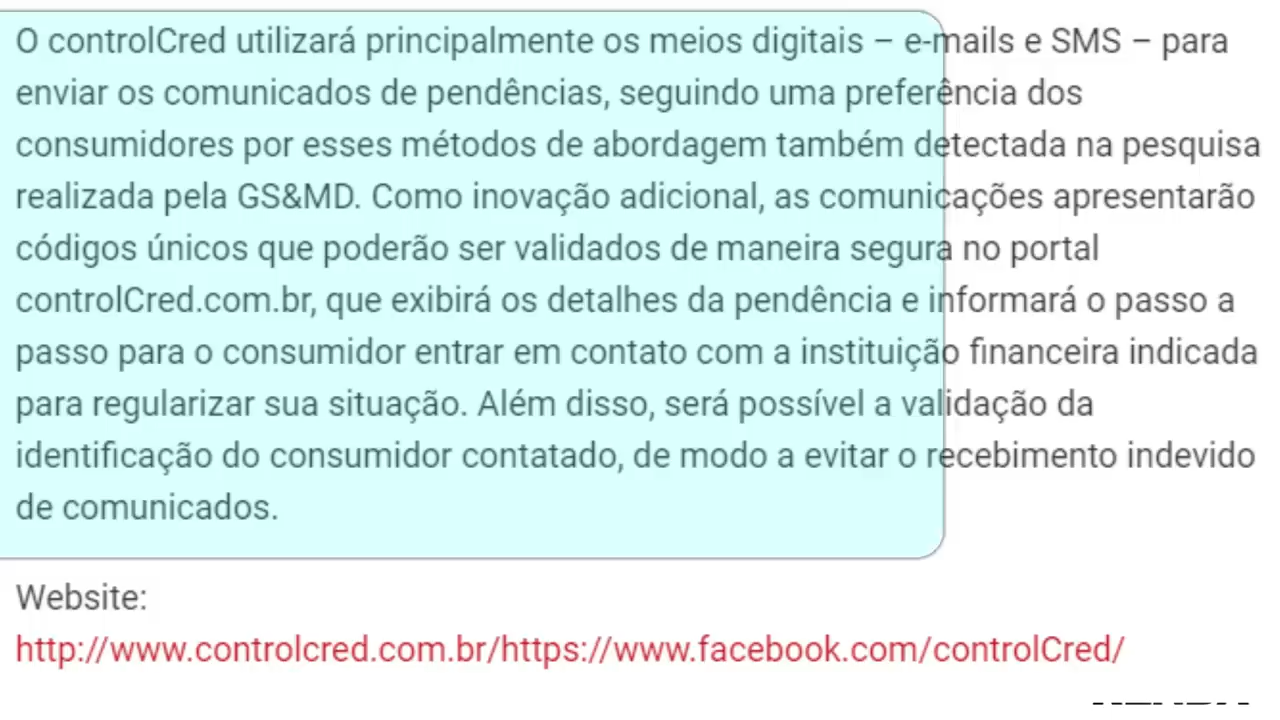 O controlCred utilizará principalmente os meios digitais – e-mails e SMS – para
enviar os comunicados de pendências, seguindo uma preferência dos
consumidores por esses métodos de abordagem também detectada na pesquisa
realizada pela GS&MD. Como inovação adicional, as comunicações apresentarão
códigos únicos que poderão ser validados de maneira segura no portal
controlCred.com.br, que exibirá os detalhes da pendência e informará o passo a
passo para o consumidor entrar em contato com a instituição financeira indicada
para regularizar sua situação. Além disso, será possível a validação da
identificação do consumidor contatado, de modo a evitar o recebimento indevido
de comunicados.
Website:
http://www.controlcred.com.br/https://www.facebook.com/controlCred/